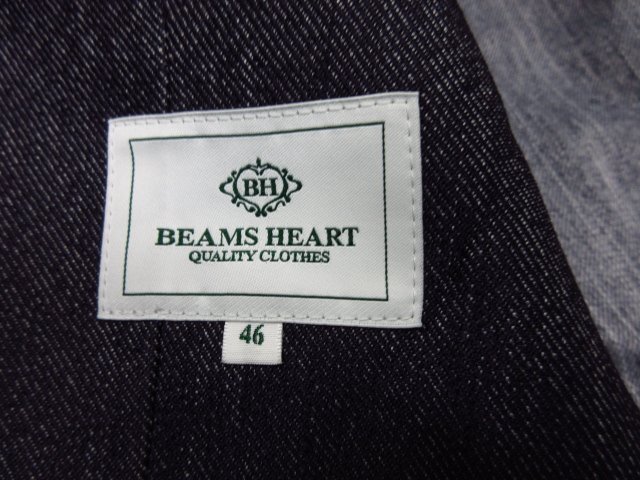 BH
BEAMS HEART
QUALITY CLOTHES
46